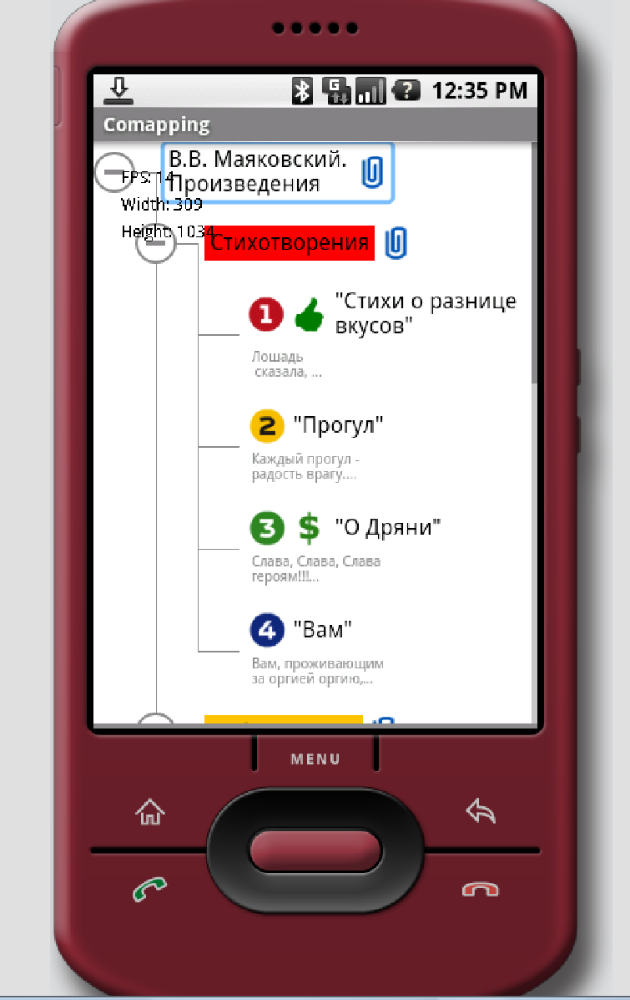 12:35 PM
Comapping
В.В. Маяковский.
Произведения
FPS: 14
Width: 309
Height: 1034
Стихотворения
1
"Стихи о разнице
вкусов"
Лошадь
сказала, ...
2 "Прогул"
Каждый прогул -
радость врагу....
3 $ "О Дряни"
Слава, Слава, Слава
героям!!!...
4 "Вам"
Вам, проживающим
за оргией оргию,...
MENU